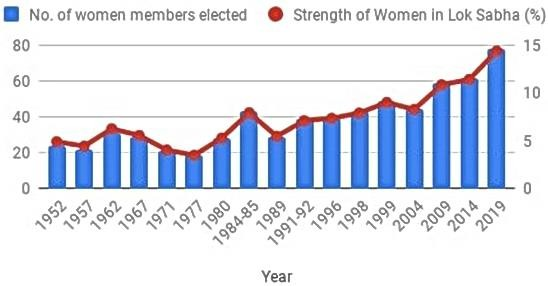 No. of women members elected
Strength of Women in Lok Sabha (%)
80 15
60 10
40
20 5
0 0
1952 1957 1962 1967 1971 1977 1980 1984-85 1989 1991-92 1996 1998 1999 2004 2009 2014 2019
Year